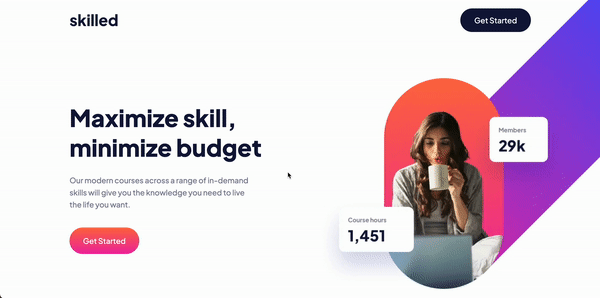 skilled
Get Started
Maximize skill,
minimize budget
Our modern courses across a range of in-demand
skills will give you the knowledge you need to live
the life you want.
Get Started
Members
29k
Course hours
1,451